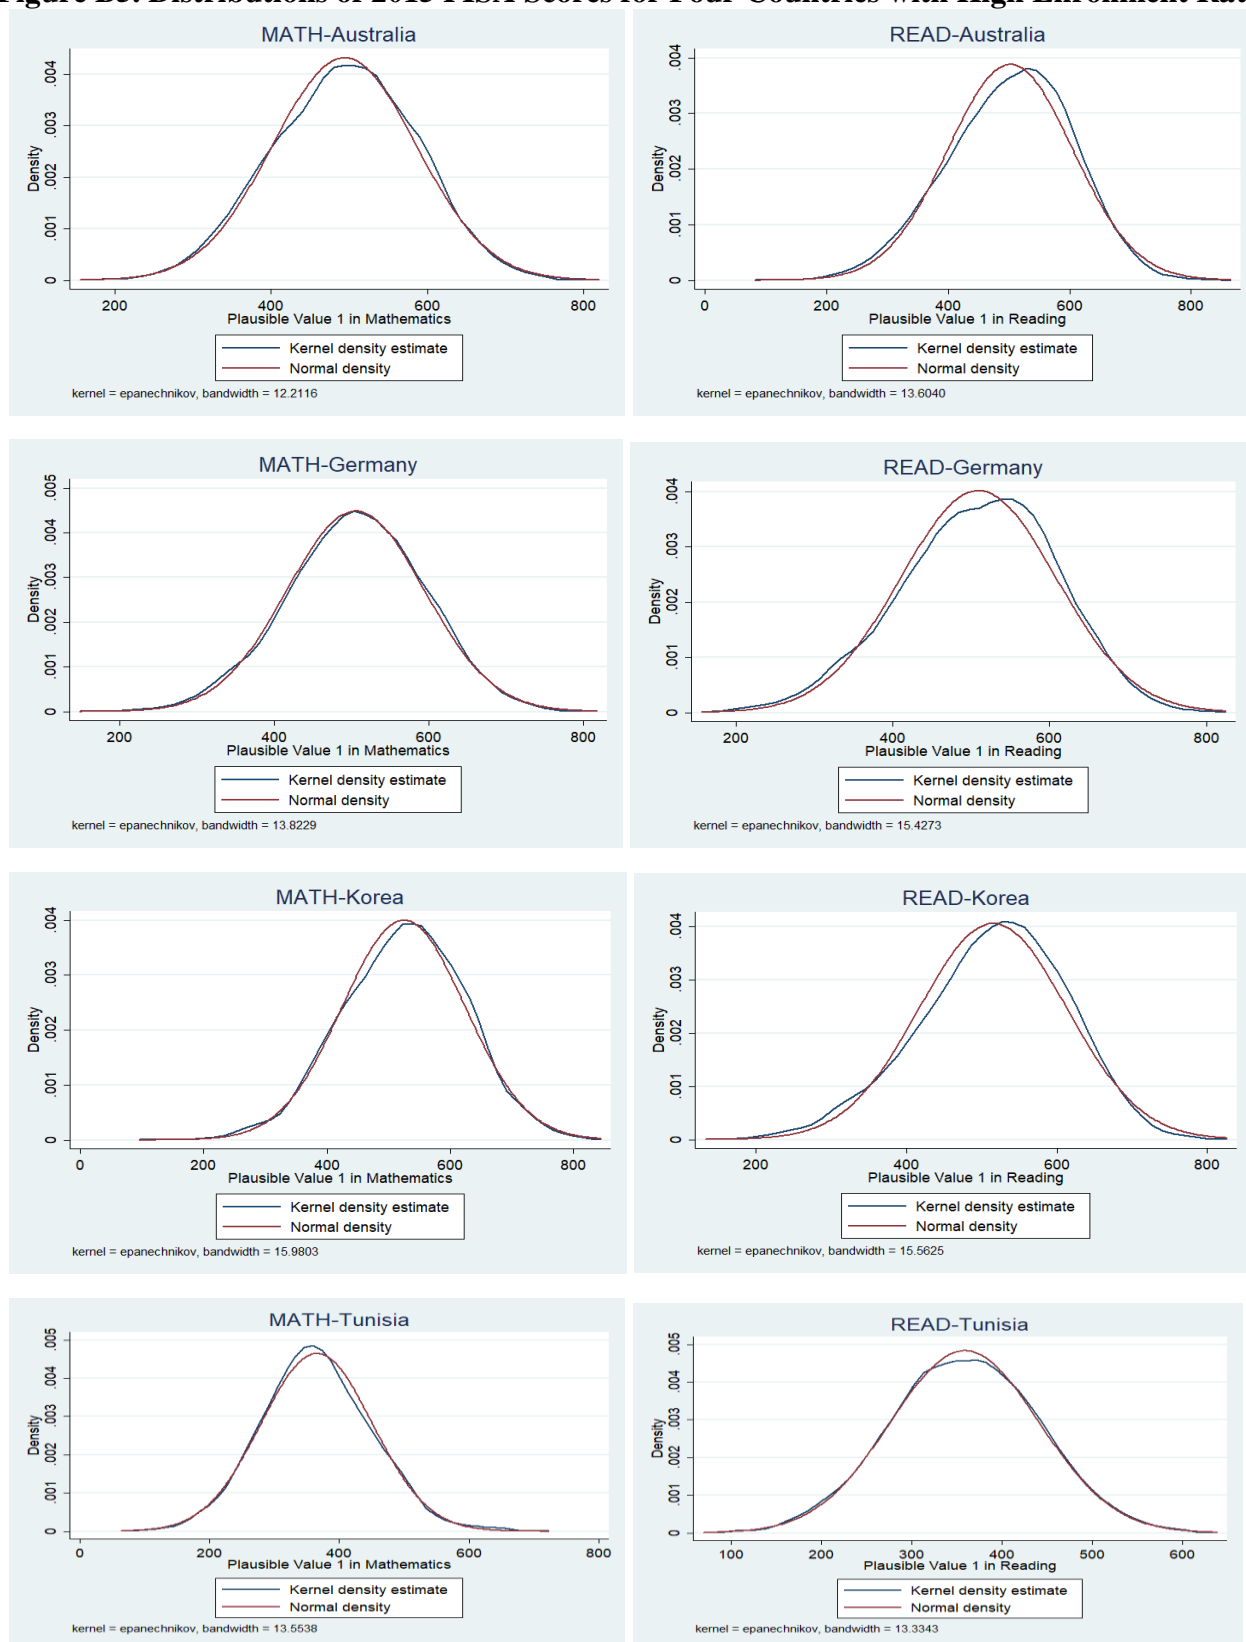 Distributions of 2015 PISA Scores for Four Countries with High Enrollment
MATH-Australia
Density
.004
.003
.002
.001
0
200 400 600 800
Plausible Value 1 in Mathematics
Kernel density estimate
Normal density
kernel = epanechnikov, bandwidth = 12.2116
READ-Australia
Density
.004
.003
.002
.001
0
0 200 400 600 800
Plausible Value 1 in Reading
Kernel density estimate
Normal density
kernel = epanechnikov, bandwidth = 13.6040
MATH-Germany
Density
.005
.004
.003
.002
.001
0
200 400 600 800
Plausible Value 1 in Mathematics
Kernel density estimate
Normal density
kernel = epanechnikov, bandwidth = 13.8229
READ-Germany
Density
.004
.003
.002
.001
0
200 400 600 800
Plausible Value 1 in Reading
Kernel density estimate
Normal density
kernel = epanechnikov, bandwidth = 15.4273
MATH-Korea
Density
.004
.003
.002
.001
0
0 200 400 600 800
Plausible Value 1 in Mathematics
Kernel density estimate
Normal density
kernel = epanechnikov, bandwidth = 15.9803
READ-Korea
Density
.004
.003
.002
.001
0
200 400 600 800
Plausible Value 1 in Reading
Kernel density estimate
Normal density
kernel = epanechnikov, bandwidth = 15.5625
MATH-Tunisia
Density
.005
.004
.003
.002
.001
0
0 200 400 600 800
Plausible Value 1 in Mathematics
Kernel density estimate
Normal density
kernel = epanechnikov, bandwidth = 13.5538
READ-Tunisia
Density
.005
.004
.003
.002
.001
0
100 200 300 400 500 600
Plausible Value 1 in Reading
Kernel density estimate
Normal density
kernel = epanechnikov, bandwidth = 13.3343